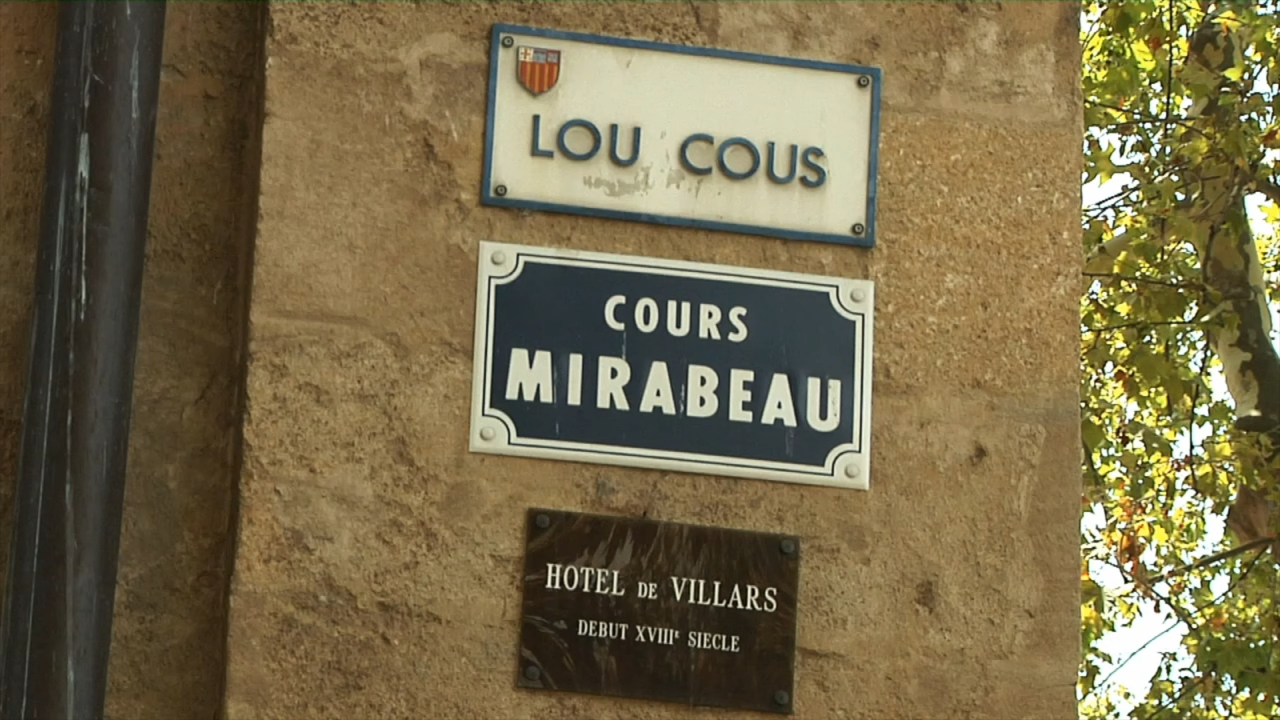 LOU COUS
COURS
MIRABEAU
HOTEL DE VILLARS
DEBUT XVIIIᵉ SIECLE